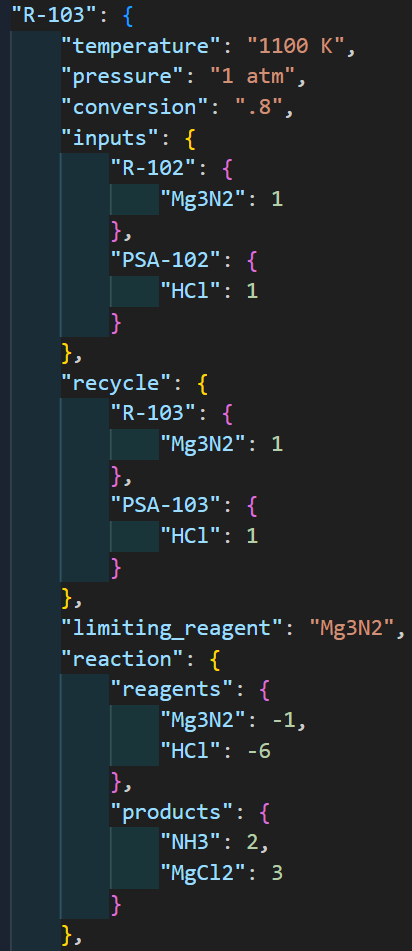 "R-103": {
"temperature": "1100 K",
"pressure": "1 atm",
"conversion": ".8",
"inputs": {
"R-102": {
"Mg3N2": 1
},
"PSA-102": {
"HCl": 1
}
},
"recycle": {
"R-103": {
"Mg3N2": 1
},
"PSA-103": {
"HCl": 1
}
},
"limiting_reagent": "Mg3N2",
"reaction": {
"reagents": {
"Mg3N2": -1,
"HCl": -6
},
"products": {
"NH3": 2,
"MgCl2": 3
}
},